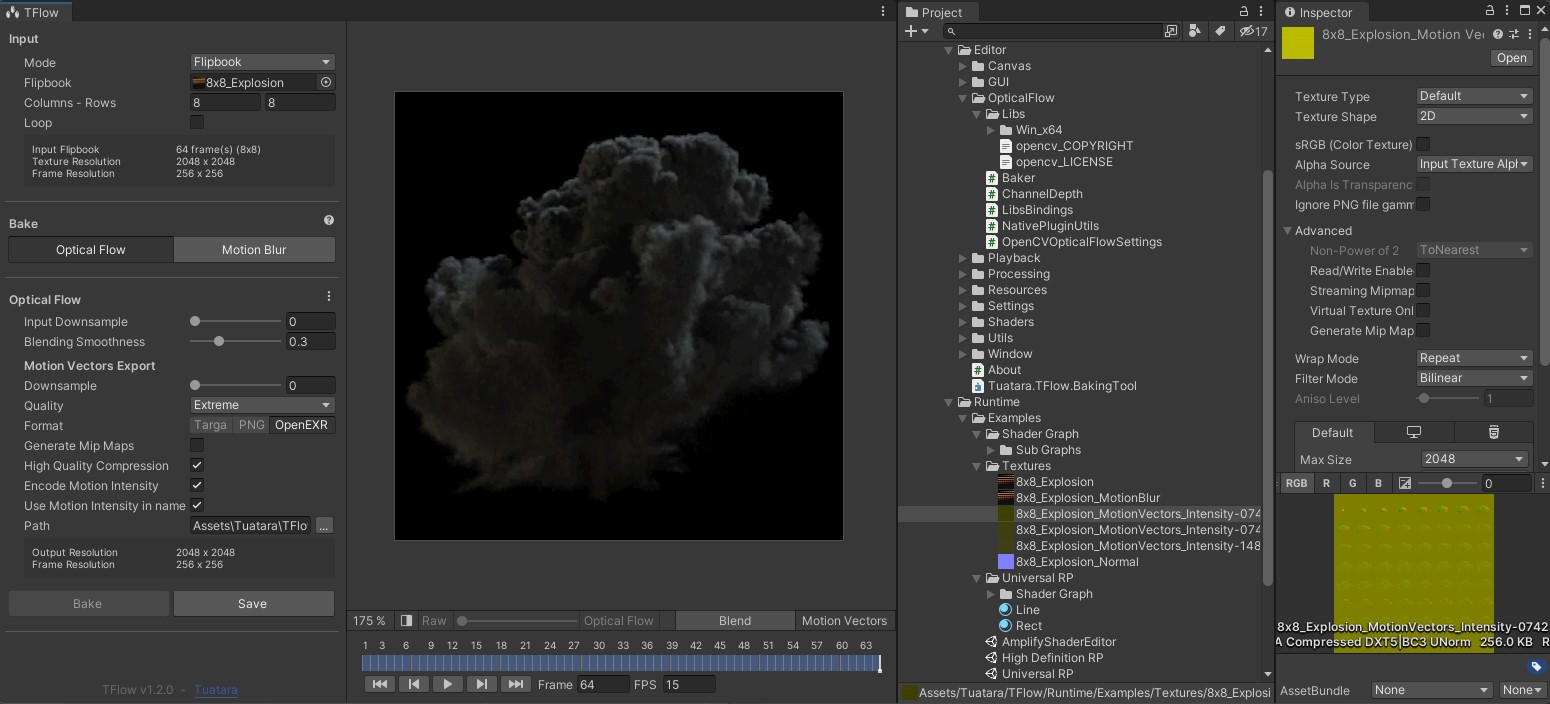 TFlow
Input
Mode Flipbook
Flipbook 8x8_Explosion
Columns - Rows 8 8
Loop
Input Flipbook 64 frame(s) (8x8)
Texture Resolution 2048 x 2048
Frame Resolution 256 x 256
Bake
Optical Flow Motion Blur
Optical Flow
Input Downsample 0
Blending Smoothness 0.3
Motion Vectors Export
Downsample 0
Quality Extreme
Format Targa PNG OpenEXR
Generate Mip Maps
High Quality Compression
Encode Motion Intensity
Use Motion Intensity in name
Path Assets\Tuatara\TFlo ...
Output Resolution 2048 x 2048
Frame Resolution 256 x 256
Bake Save
TFlow v1.2.0 - Tuatara
175 % Raw Optical Flow Blend Motion Vectors
1 3 6 9 12 15 18 21 24 27 30 33 36 39 42 45 48 51 54 57 60 63
Frame 64 FPS 15
Project
17
Editor
Canvas
GUI
OpticalFlow
Libs
Win_x64
opencv_COPYRIGHT
opencv_LICENSE
Baker
ChannelDepth
LibsBindings
NativePluginUtils
OpenCVOpticalFlowSettings
Playback
Processing
Resources
Settings
Shaders
Utils
Window
About
Tuatara.TFlow.BakingTool
Runtime
Examples
Shader Graph
Sub Graphs
Textures
8x8_Explosion
8x8_Explosion_MotionBlur
8x8_Explosion_MotionVectors_Intensity-074
8x8_Explosion_MotionVectors_Intensity-074
8x8_Explosion_MotionVectors_Intensity-148
8x8_Explosion_Normal
Universal RP
Shader Graph
Line
Rect
AmplifyShaderEditor
High Definition RP
Universal RP
Assets/Tuatara/TFlow/Runtime/Examples/Textures/8x8_Explosi
Inspector
8x8_Explosion_Motion Vec
Open
Texture Type Default
Texture Shape 2D
sRGB (Color Texture)
Alpha Source Input Texture Alph
Alpha Is Transparenc
Ignore PNG file gamm
Advanced
Non-Power of 2 ToNearest
Read/Write Enable
Streaming Mipmap
Virtual Texture Onl
Generate Mip Map
Wrap Mode Repeat
Filter Mode Bilinear
Aniso Level 1
Default
Max Size 2048
RGB R G B 0
8x8_Explosion_MotionVectors_Intensity-0742
A Compressed DXT5|BC3 UNorm 256.0 KB R
AssetBundle None None